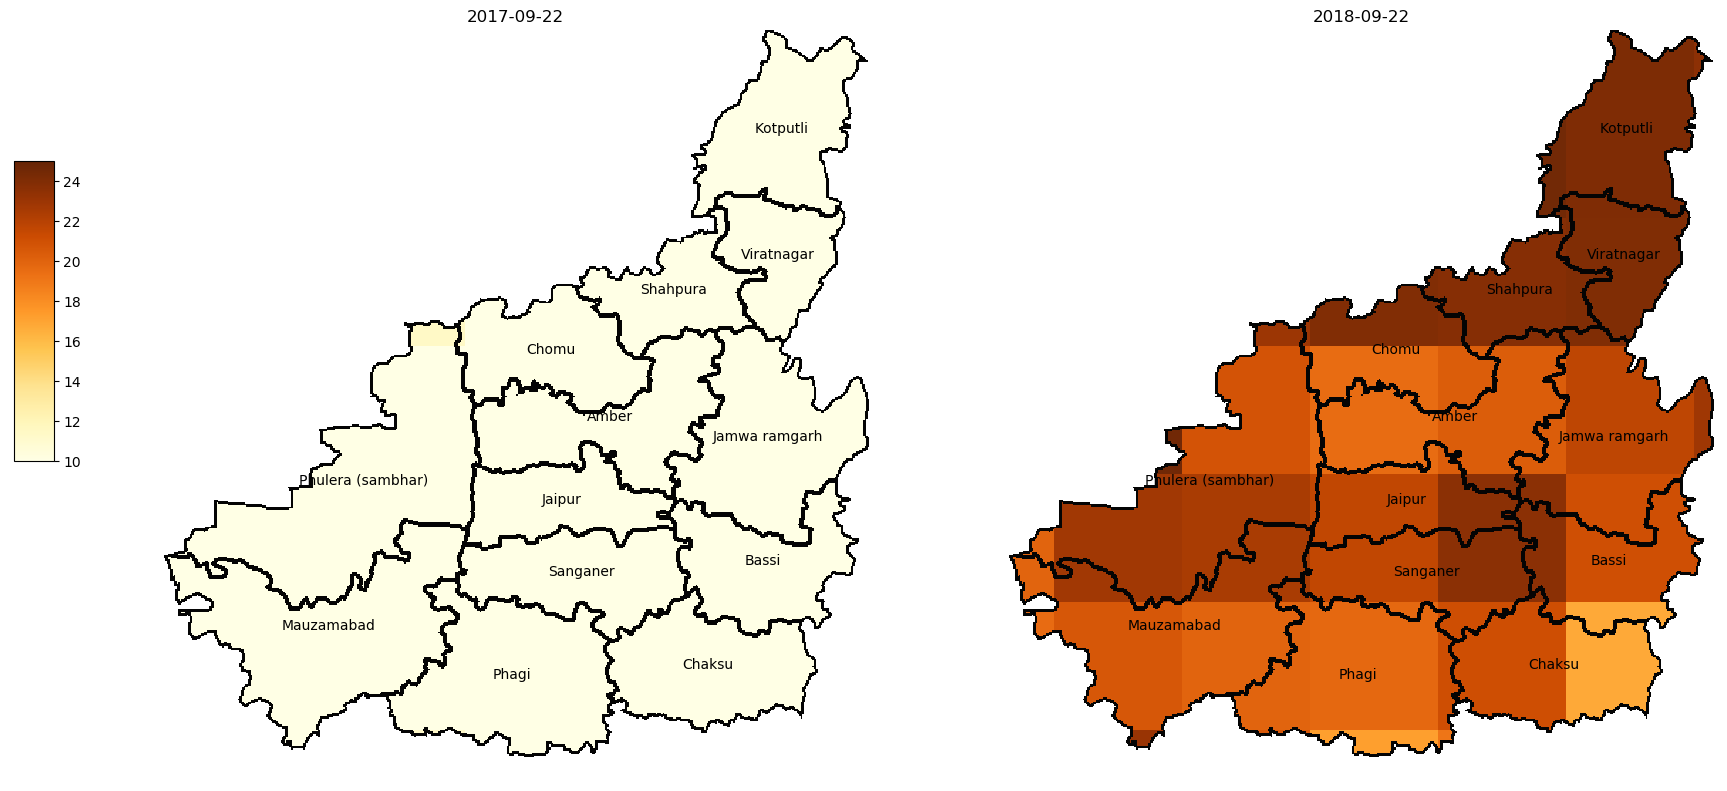 2017-09-22
2018-09-22
24
22
20
18
16
14
12
10
Kotputli
Viratnagar
Shahpura
Chomu
Amber
Jamwa ramgarh
Phulera (sambhar)
Jaipur
Bassi
Sanganer
Mauzamabad
Chaksu
Phagi
Kotputli
Viratnagar
Shahpura
Chomu
Amber
Jamwa ramgarh
Phulera (sambhar)
Jaipur
Bassi
Sanganer
Mauzamabad
Chaksu
Phagi